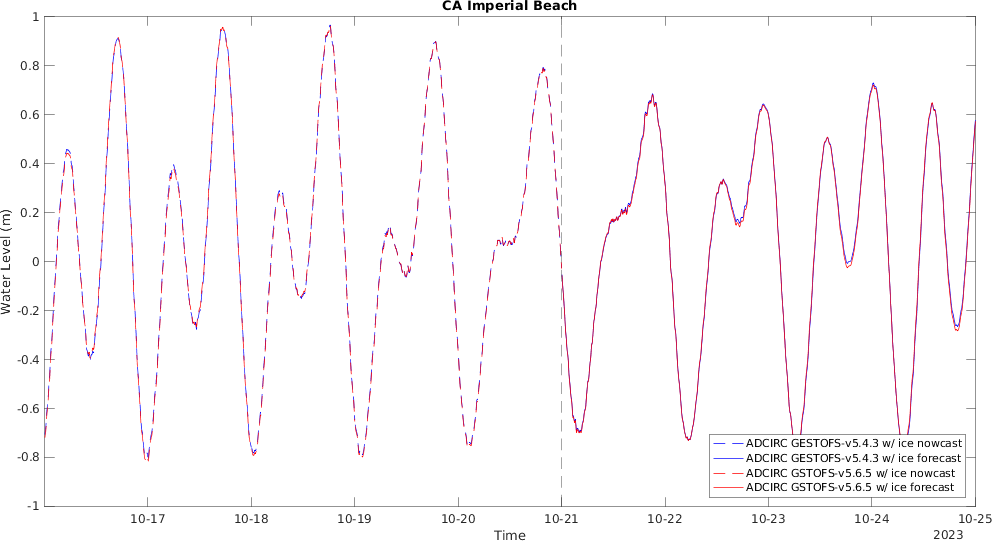 CA Imperial Beach
1
0.8
0.6
0.4
0.2
0
-0.2
-0.4
-0.6
-0.8
-1
Water Level (m)
ADCIRC GESTOFS-v5.4.3 w/ ice nowcast
ADCIRC GESTOFS-v5.4.3 w/ ice forecast
ADCIRC GSTOFS-v5.6.5 w/ ice nowcast
ADCIRC GSTOFS-v5.6.5 w/ ice forecast
10-17 10-18 10-19 10-20 10-21 10-22 10-23 10-24 10-25
Time
2023